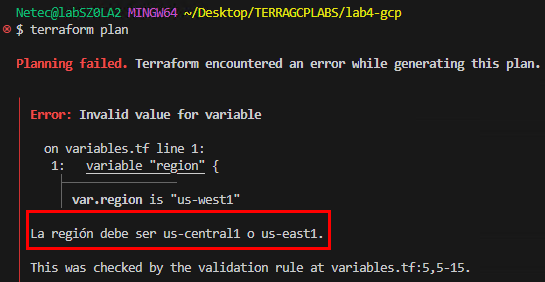 Netec@labSZ0LA2 MINGW64 ~/Desktop/TERRAGCPLABS/lab4-gcp
$ terraform plan
Planning failed. Terraform encountered an error while generating this plan.
Error: Invalid value for variable
on variables.tf line 1:
1: variable "region" {
var.region is "us-west1"
La región debe ser us-central1 o us-east1.
This was checked by the validation rule at variables.tf:5,5-15.